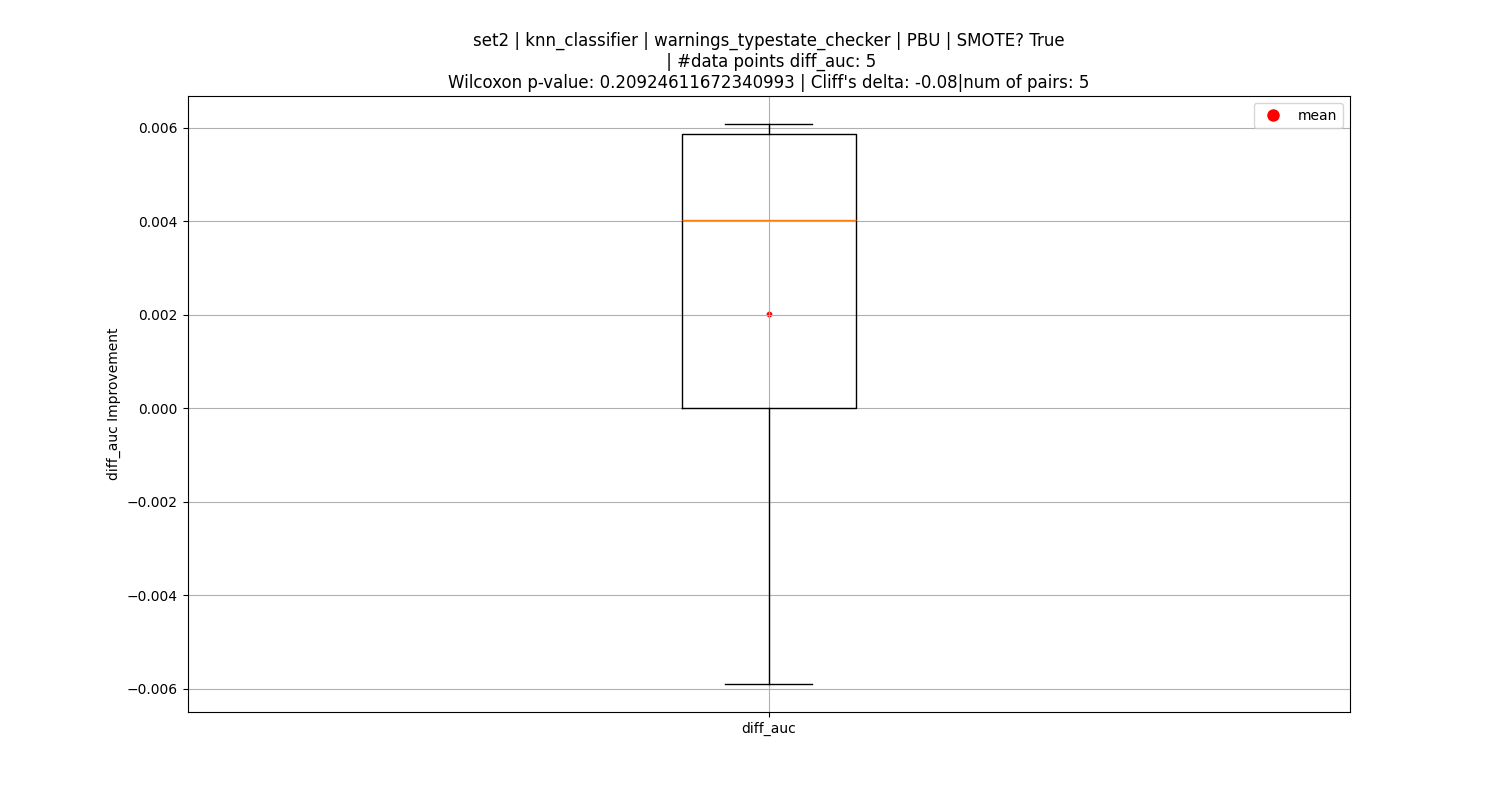 set2 | knn_classifier | warnings_typestate_checker | PBU | SMOTE? True
| #data points diff_auc: 5
Wilcoxon p-value: 0.20924611672340993 | Cliff's delta: -0.08|num of pairs: 5
mean
0.006
0.004
0.002
0.000
−0.002
−0.004
−0.006
diff_auc Improvement
diff_auc